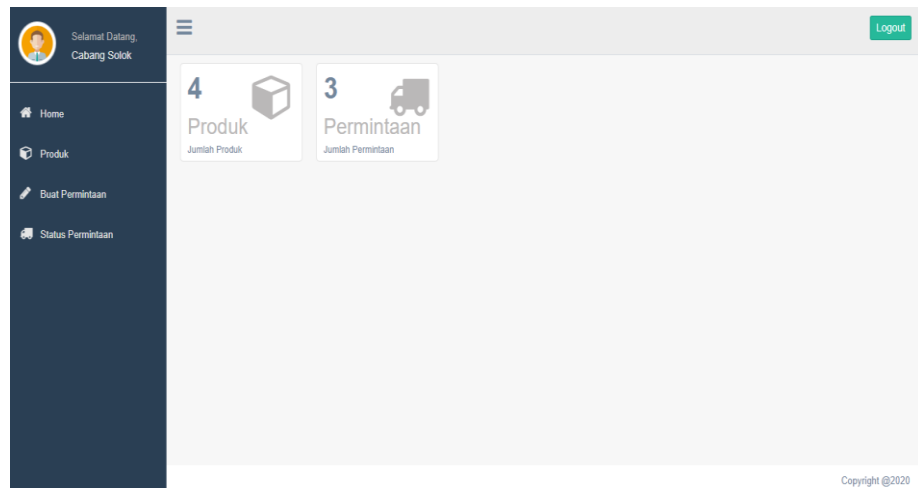 Selamat Datang,
Cabang Solok
Logout
Home
Produk
Buat Permintaan
Status Permintaan
4
Produk
Jumlah Produk
3
Permintaan
Jumlah Permintaan
Copyright @2020